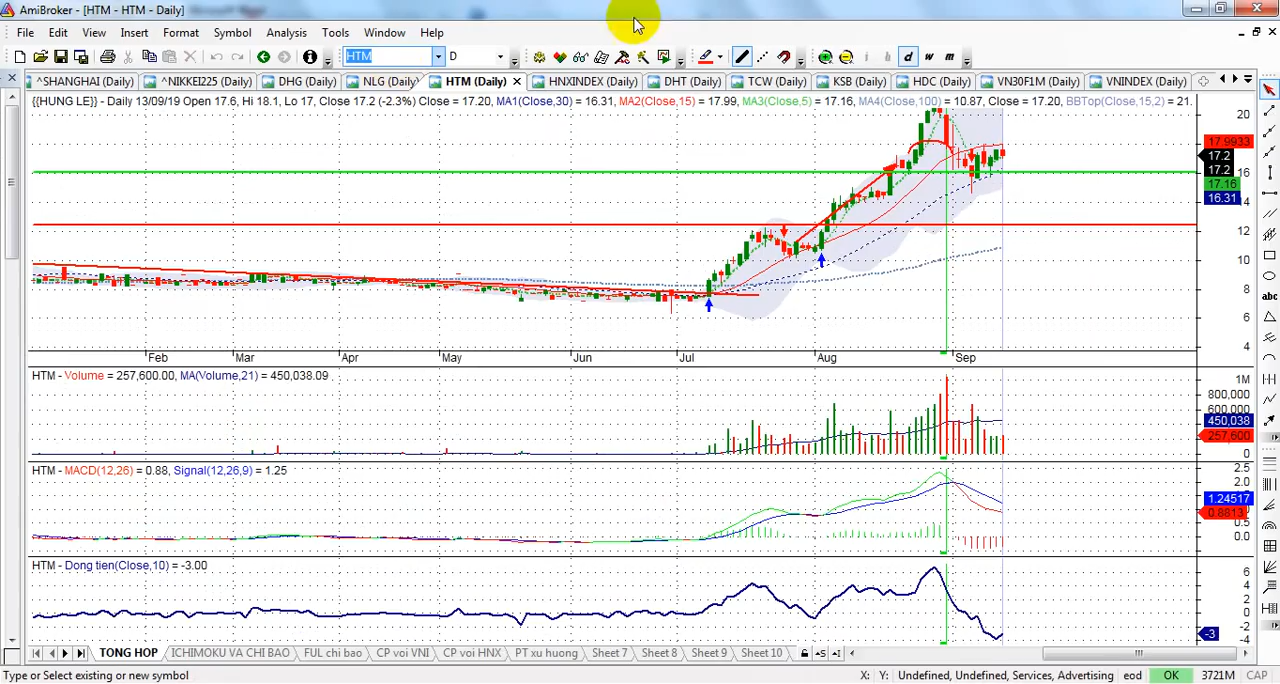 AmiBroker - [HTM - HTM - Daily]
File Edit View Insert Format Symbol Analysis Tools Window Help
HTM D d w m
^SHANGHAI (Daily) ^NIKKE225 (Daily) DHG (Daily) NLG (Daily) HTM (Daily) HNXINDEX (Daily) DHT (Daily) TCW (Daily) KSB (Daily) HDC (Daily) VN30F1M (Daily) VNINDEX (Daily)
{{HUNG LE}} - Daily 13/09/19 Open 17.6, Hi 18.1, Lo 17, Close 17.2 (-2.3%) Close = 17.20, MA1(Close,30) = 16.31, MA2(Close,15) = 17.99, MA3(Close,5) = 17.16, MA4(Close,100) = 10.87, Close = 17.20, BBTop(Close,15,2) = 21.
20
17.9933
17.2
17.2
16
17.16
16.31
4
12
10
8
6
4
Feb Mar Apr May Jun Jul Aug Sep
HTM - Volume = 257,600.00, MA(Volume,21) = 450,038.09
1M
800,000
600,000
450,038
257,600
0
HTM - MACD(12,26) = 0.88, Signal(12,26,9) = 1.25
2.5
2.0
1.24517
0.8813
0.5
0.0
HTM - Dong tien(Close,10) = -3.00
6
4
2
0
-2
-3
-4
TONG HOP ICHIMOKU VA CHI BAO FUL chi bao CP voi VNI CP voi HNX PT xu huong Sheet 7 Sheet 8 Sheet 9 Sheet 10
Type or Select existing or new symbol X: Y: Undefined, Undefined, Services, Advertising eod OK 3721M CAP
abc